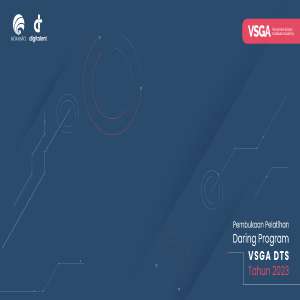 digitalent
VSGA
Pembukaan Pelatihan
Daring Program
VSGA DTS
Tahun 2023